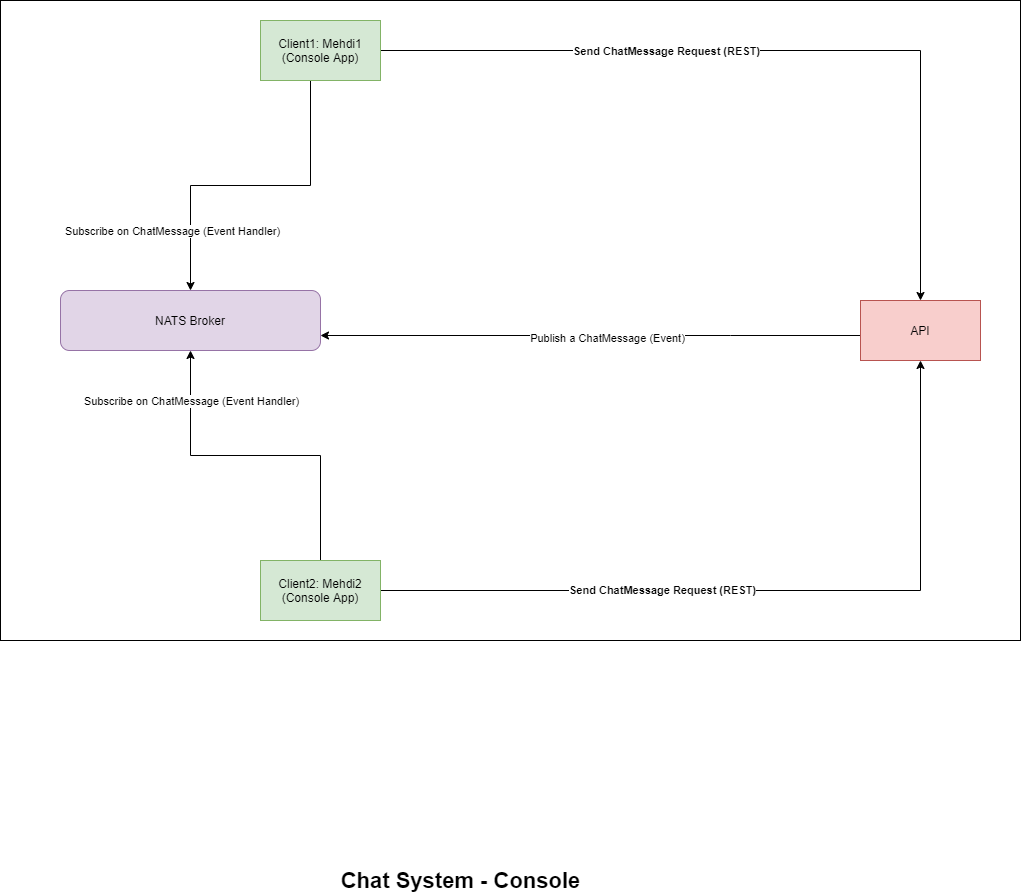 Client1: Mehdi1
(Console App)
Send ChatMessage Request (REST)
Subscribe on ChatMessage (Event Handler)
NATS Broker
API
Publish a ChatMessage (Event)
Subscribe on ChatMessage (Event Handler)
Client2: Mehdi2
(Console App)
Send ChatMessage Request (REST)
Chat System - Console